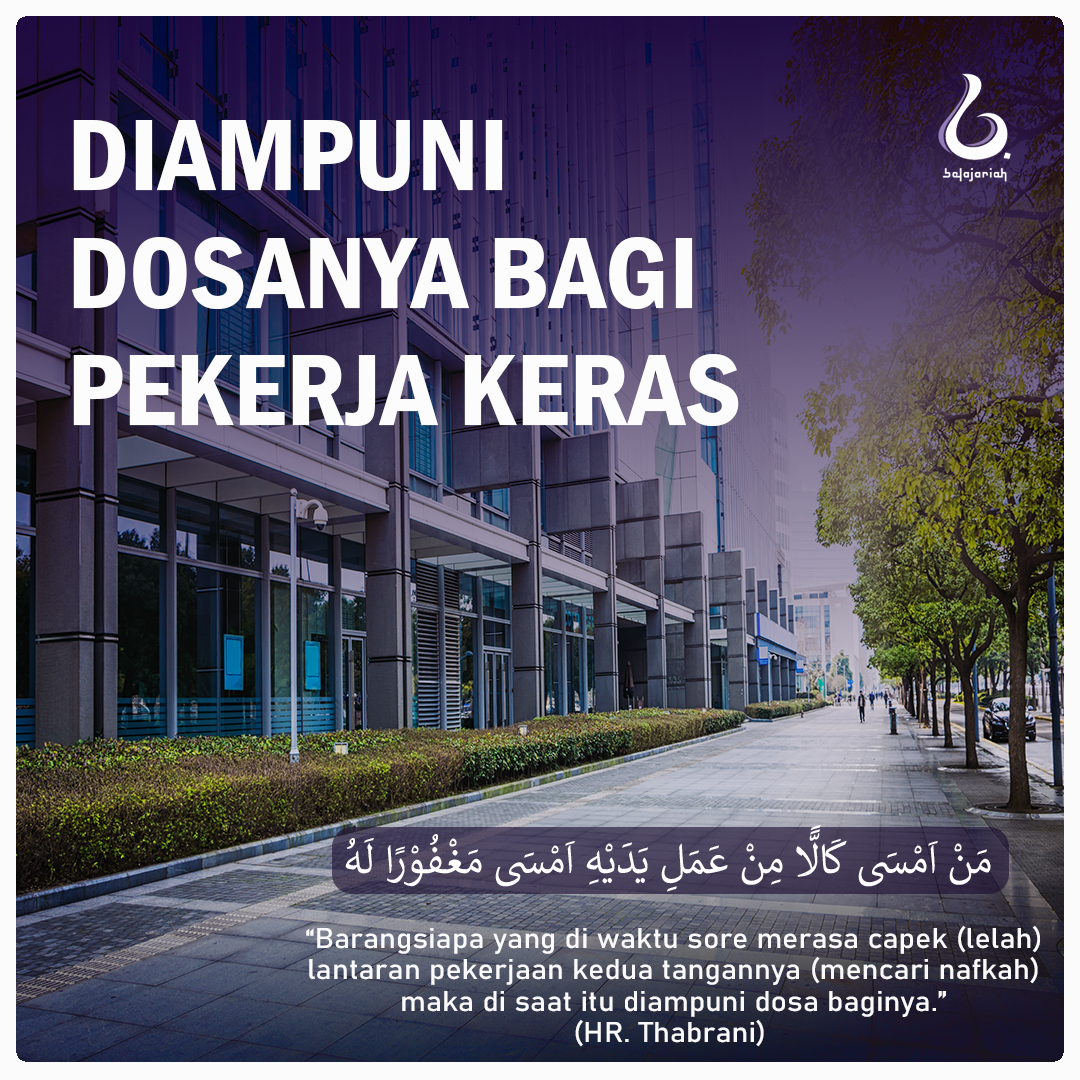 DIAMPUNI
DOSANYA BAGI
PEKERJA KERAS
balajariah
مَنْ اَمْسَى كَالًّا مِنْ عَمَلِ يَدَيْهِ اَمْسَى مَغْفُوْرًا لَهُ
“Barangsiapa yang di waktu sore merasa capek (lelah)
lantaran pekerjaan kedua tangannya (mencari nafkah)
maka di saat itu diampuni dosa baginya.”
(HR. Thabrani)